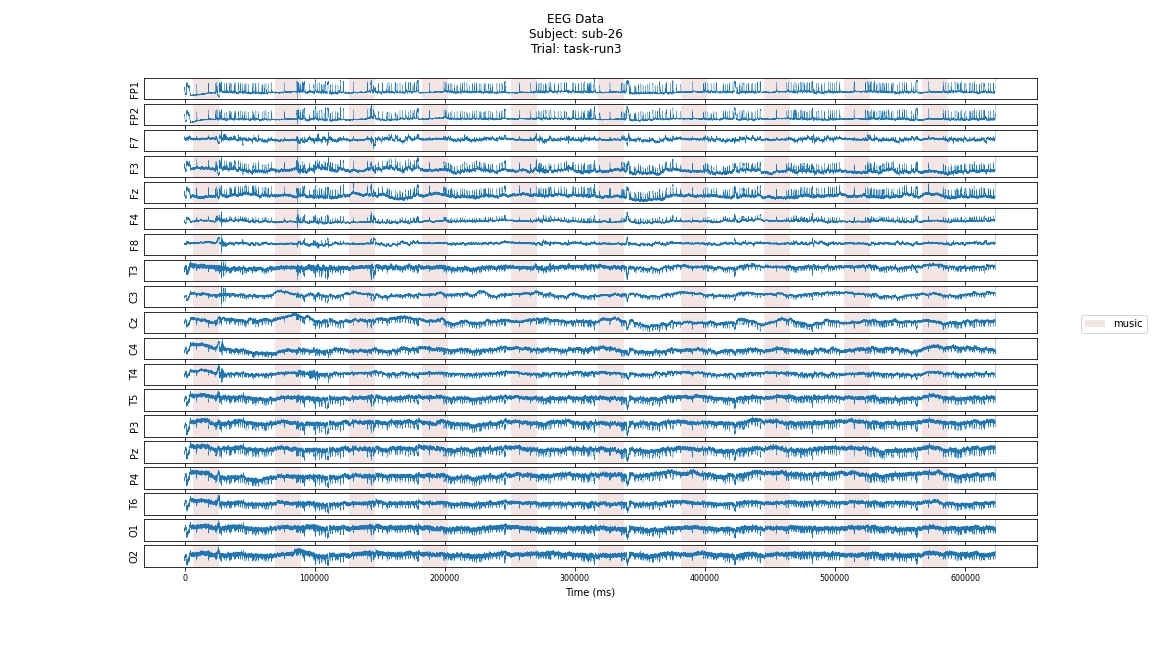 EEG Data
Subject: sub-26
Trial: task-run3
FP1
FP2
F7
F3
Fz
F4
F8
T3
C3
Cz
C4
T4
T5
P3
Pz
P4
T6
O1
O2
music
0 100000 200000 300000 400000 500000 600000
Time (ms)